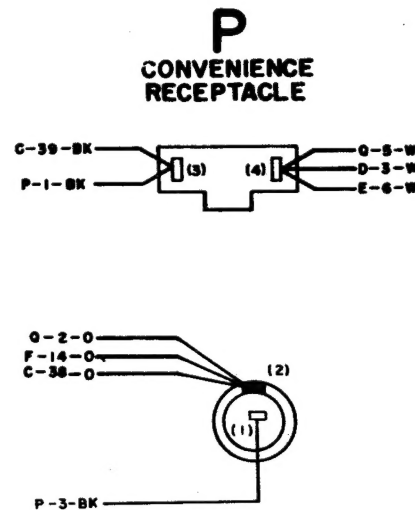 P
CONVENIENCE
RECEPTACLE
C-39-BK
P-1-BK
(3)
(4)
Q-5-W
D-3-W
E-6-W
Q-2-O
F-14-O
C-38-O
(2)
(1)
P-3-BK